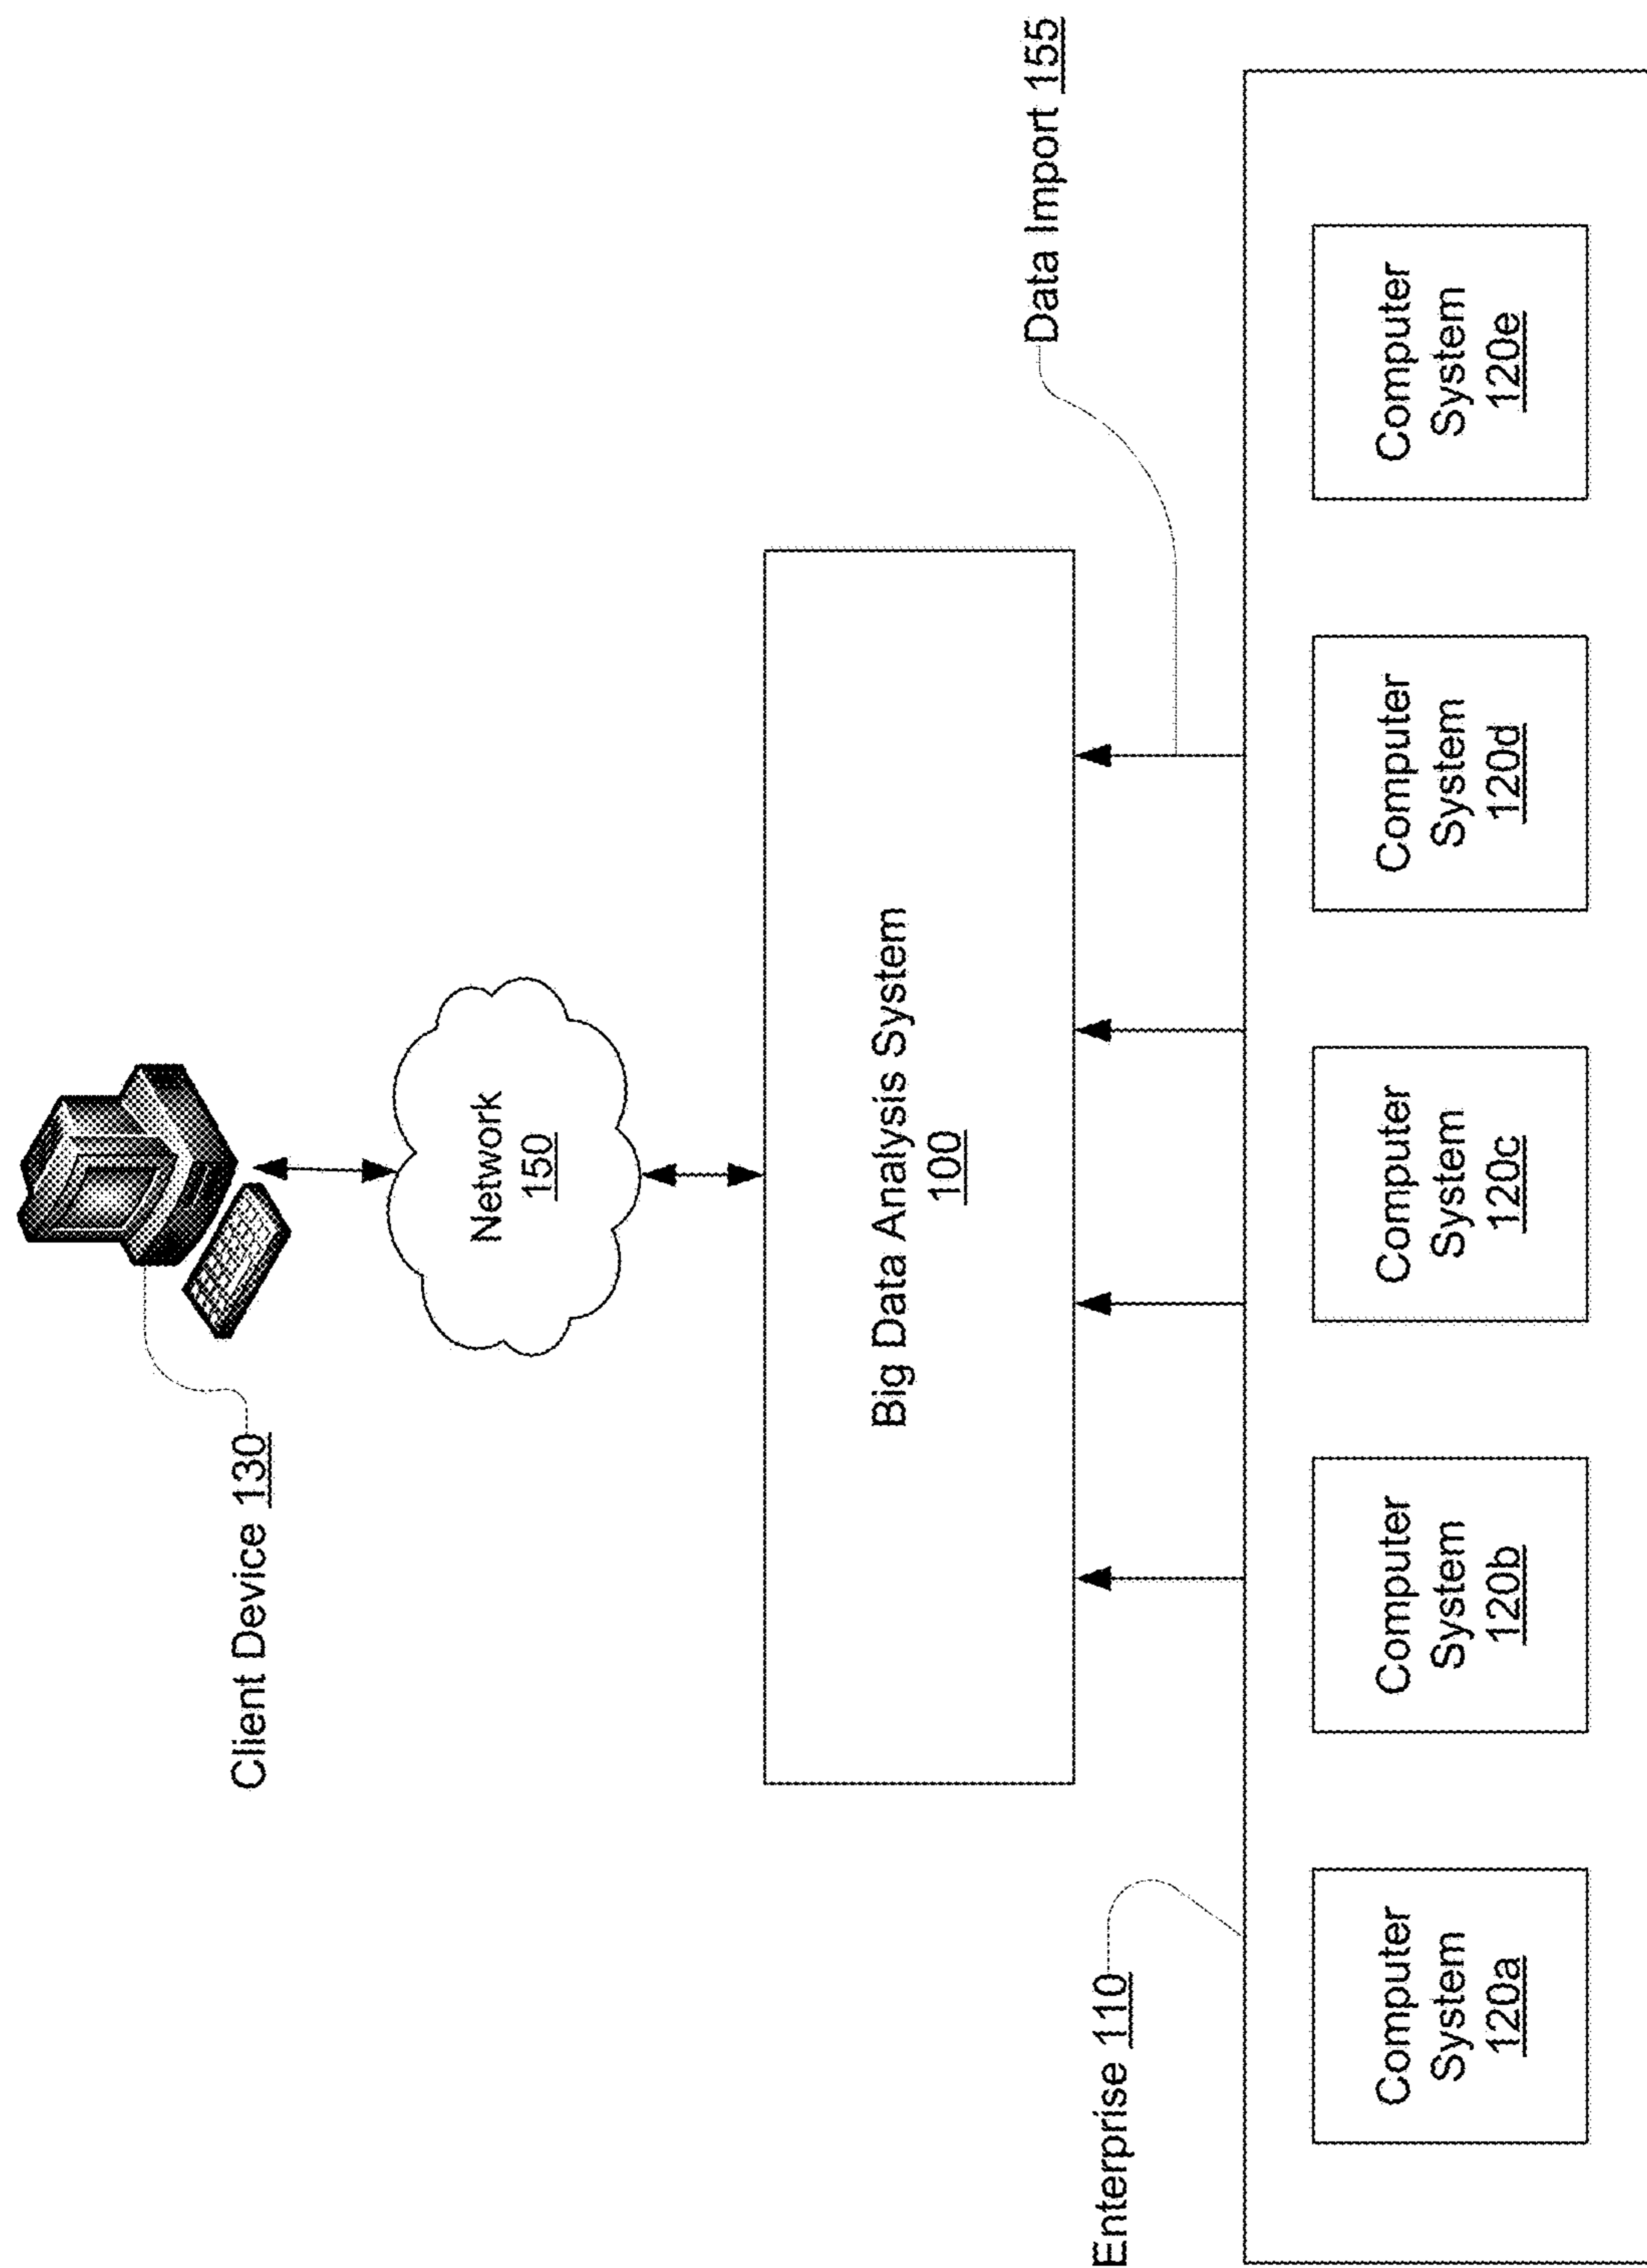 Client Device 130
Network
150
Big Data Analysis System
100
Data Import 155
Enterprise 110
Computer
System
120a
Computer
System
120b
Computer
System
120c
Computer
System
120d
Computer
System
120e